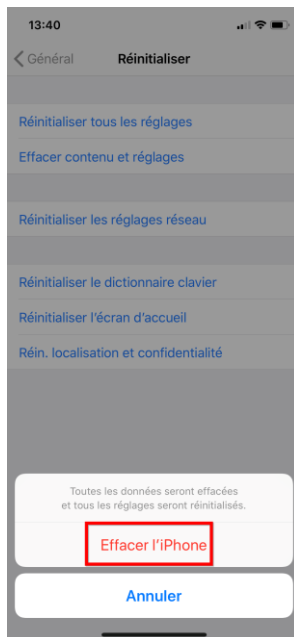 13:40
Général Réinitialiser
Réinitialiser tous les réglages
Effacer contenu et réglages
Réinitialiser les réglages réseau
Réinitialiser le dictionnaire clavier
Réinitialiser l'écran d'accueil
Réin. localisation et confidentialité
Toutes les données seront effacées
et tous les réglages seront réinitialisés.
Effacer l'iPhone
Annuler